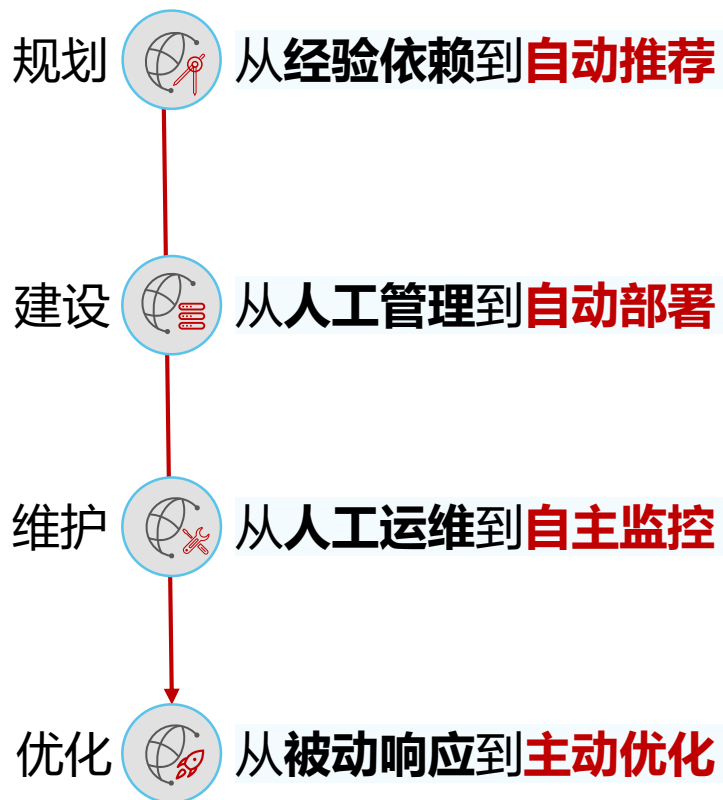 规划 从经验依赖到自动推荐
建设 从人工管理到自动部署
维护 从人工运维到自主监控
优化 从被动响应到主动优化